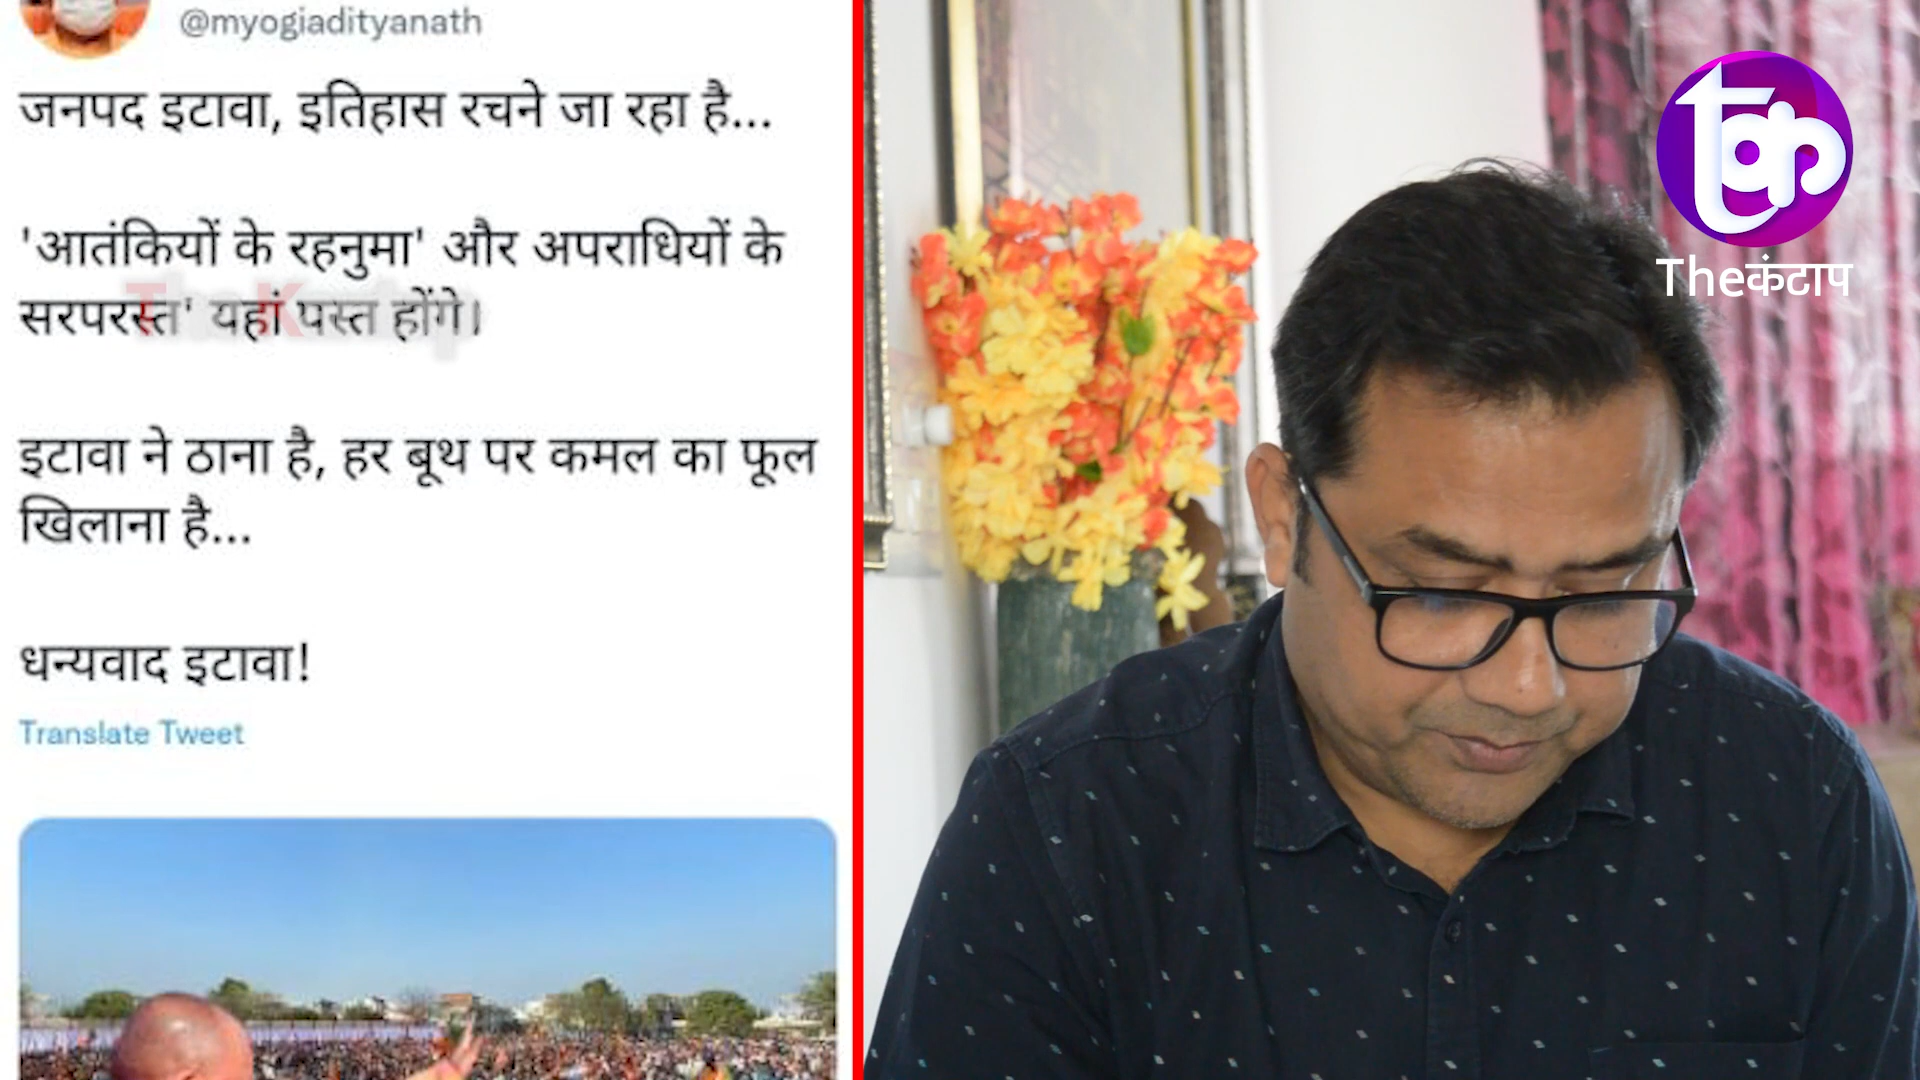 @myogiadityanath
जनपद इटावा, इतिहास रचने जा रहा है...
'आतंकियों के रहनुमा' और अपराधियों के
सरपरस्त' यहां पस्त होंगे।
इटावा ने ठाना है, हर बूथ पर कमल का फूल
खिलाना है...
धन्यवाद इटावा!
Translate Tweet
Theकंटाप